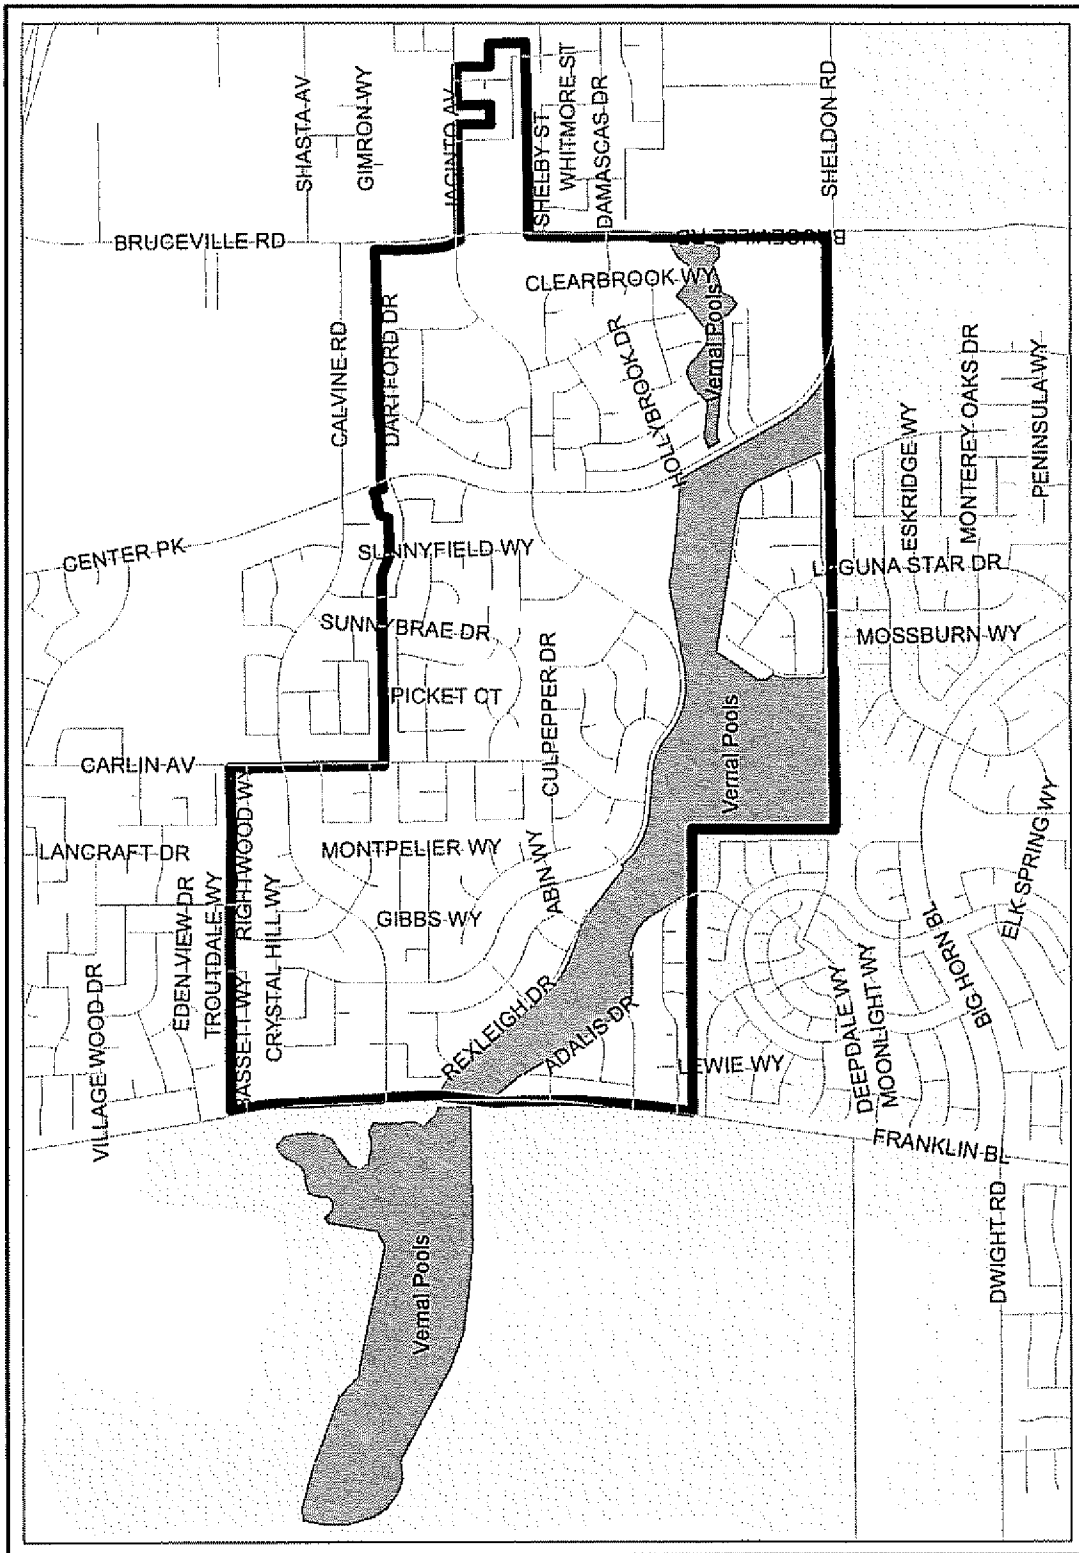 SHASTA AV
GIMRON WY
JACINTO AV
SHELBY ST
WHITMORE ST
DAMASCAS DR
SHELDON RD
BRUCEVILLE RD
BRUCEVILLE RD
CALVINE RD
DARTFORD DR
CLEARBROOK WY
HOLLYBROOK DR
Vernal Pools
ESKRIDGE WY
MONTEREY OAKS DR
PENINSULA WY
CENTER PK
SUNNYFIELD WY
LAGUNA STAR DR
SUNNYBRAE DR
MOSSBURN WY
PICKET CT
CULPEPPER DR
Vernal Pools
CARLIN AV
RIGHTWOOD WY
LANCRAFT DR
MONTPELIER WY
ABIN WY
ELK SPRING WY
EDEN VIEW DR
TROUTDALE WY
CRYSTAL HILL WY
GIBBS WY
BIG HORN BL
VILLAGE WOOD DR
BASSETT WY
REXLEIGH DR
ADALIS DR
LEWIE WY
DEEPDALE WY
MOONLIGHT WY
FRANKLIN BL
DWIGHT RD
Vernal Pools